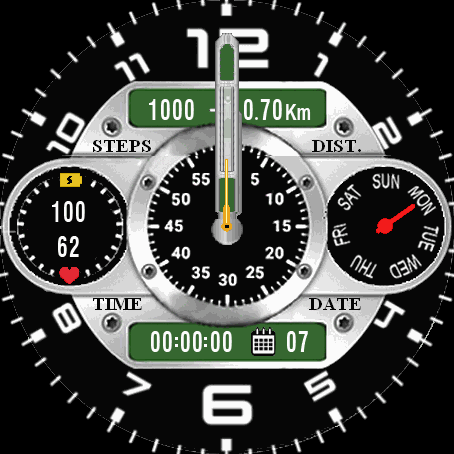 12
11 1
1000 - 0.70Km
10 2
STEPS DIST.
55 5
50 10
45 15
40 20
35 25
30
100
62
SUN
MON
TUE
WED
THU
FRI
SAT
TIME DATE
8 4
00:00:00 07
7 5
6